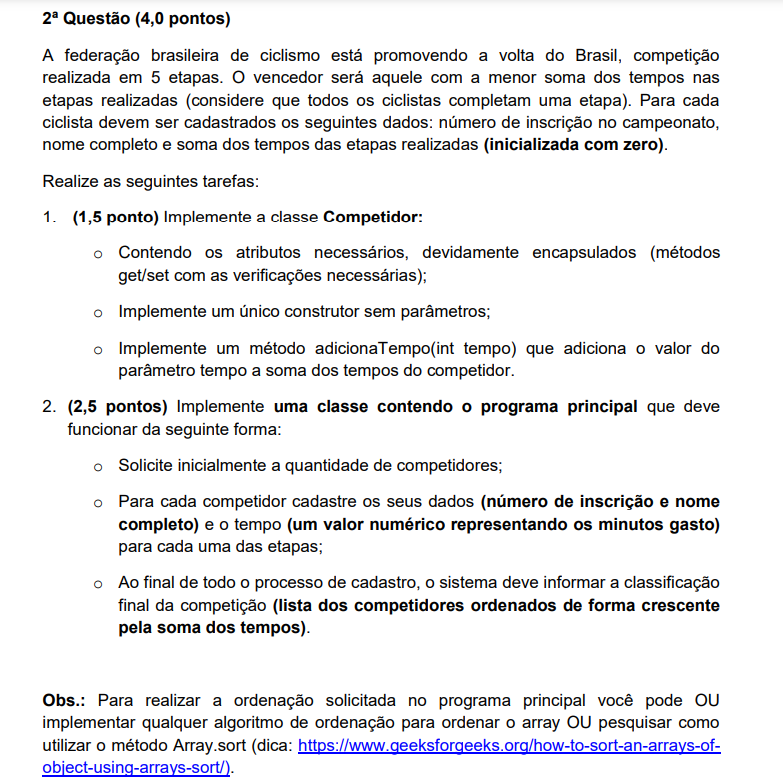 2ª Questão (4,0 pontos)
A federação brasileira de ciclismo está promovendo a volta do Brasil, competição
realizada em 5 etapas. O vencedor será aquele com a menor soma dos tempos nas
etapas realizadas (considere que todos os ciclistas completam uma etapa). Para cada
ciclista devem ser cadastrados os seguintes dados: número de inscrição no campeonato,
nome completo e soma dos tempos das etapas realizadas (inicializada com zero).
Realize as seguintes tarefas:
1. (1,5 ponto) Implemente a classe Competidor:
o Contendo os atributos necessários, devidamente encapsulados (métodos
get/set com as verificações necessárias);
o Implemente um único construtor sem parâmetros;
o Implemente um método adicionaTempo(int tempo) que adiciona o valor do
parâmetro tempo a soma dos tempos do competidor.
2. (2,5 pontos) Implemente uma classe contendo o programa principal que deve
funcionar da seguinte forma:
o Solicite inicialmente a quantidade de competidores;
o Para cada competidor cadastre os seus dados (número de inscrição e nome
completo) e o tempo (um valor numérico representando os minutos gasto)
para cada uma das etapas;
o Ao final de todo o processo de cadastro, o sistema deve informar a classificação
final da competição (lista dos competidores ordenados de forma crescente
pela soma dos tempos).
Obs.: Para realizar a ordenação solicitada no programa principal você pode OU
implementar qualquer algoritmo de ordenação para ordenar o array OU pesquisar como
utilizar o método Array.sort (dica: https://www.geeksforgeeks.org/how-to-sort-an-arrays-of-
object-using-arrays-sort/).